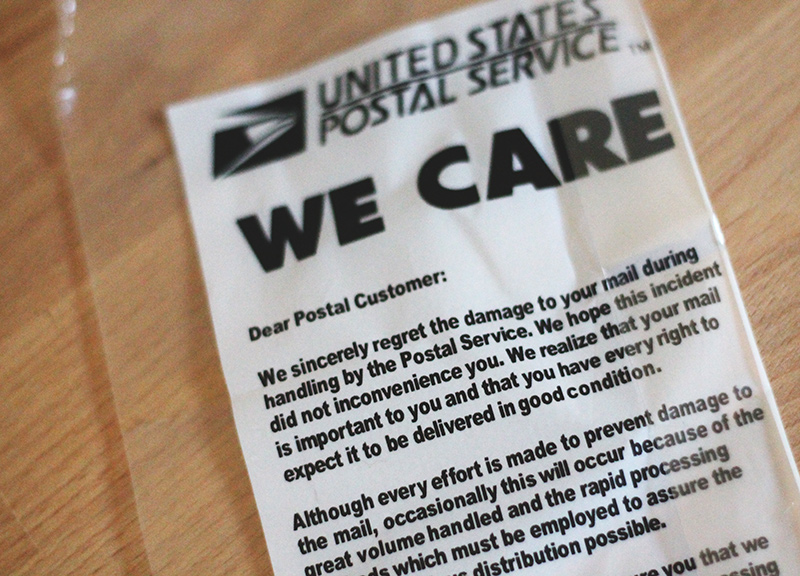 UNITED STATES
POSTAL SERVICE™
WE CARE
Dear Postal Customer:
We sincerely regret the damage to your mail during
handling by the Postal Service. We hope this incident
did not inconvenience you. We realize that your mail
is important to you and that you have every right to
expect it to be delivered in good condition.
Although every effort is made to prevent damage to
the mail, occasionally this will occur because of the
great volume handled and the rapid processing
ds which must be employed to assure the
distribution possible.
you that we